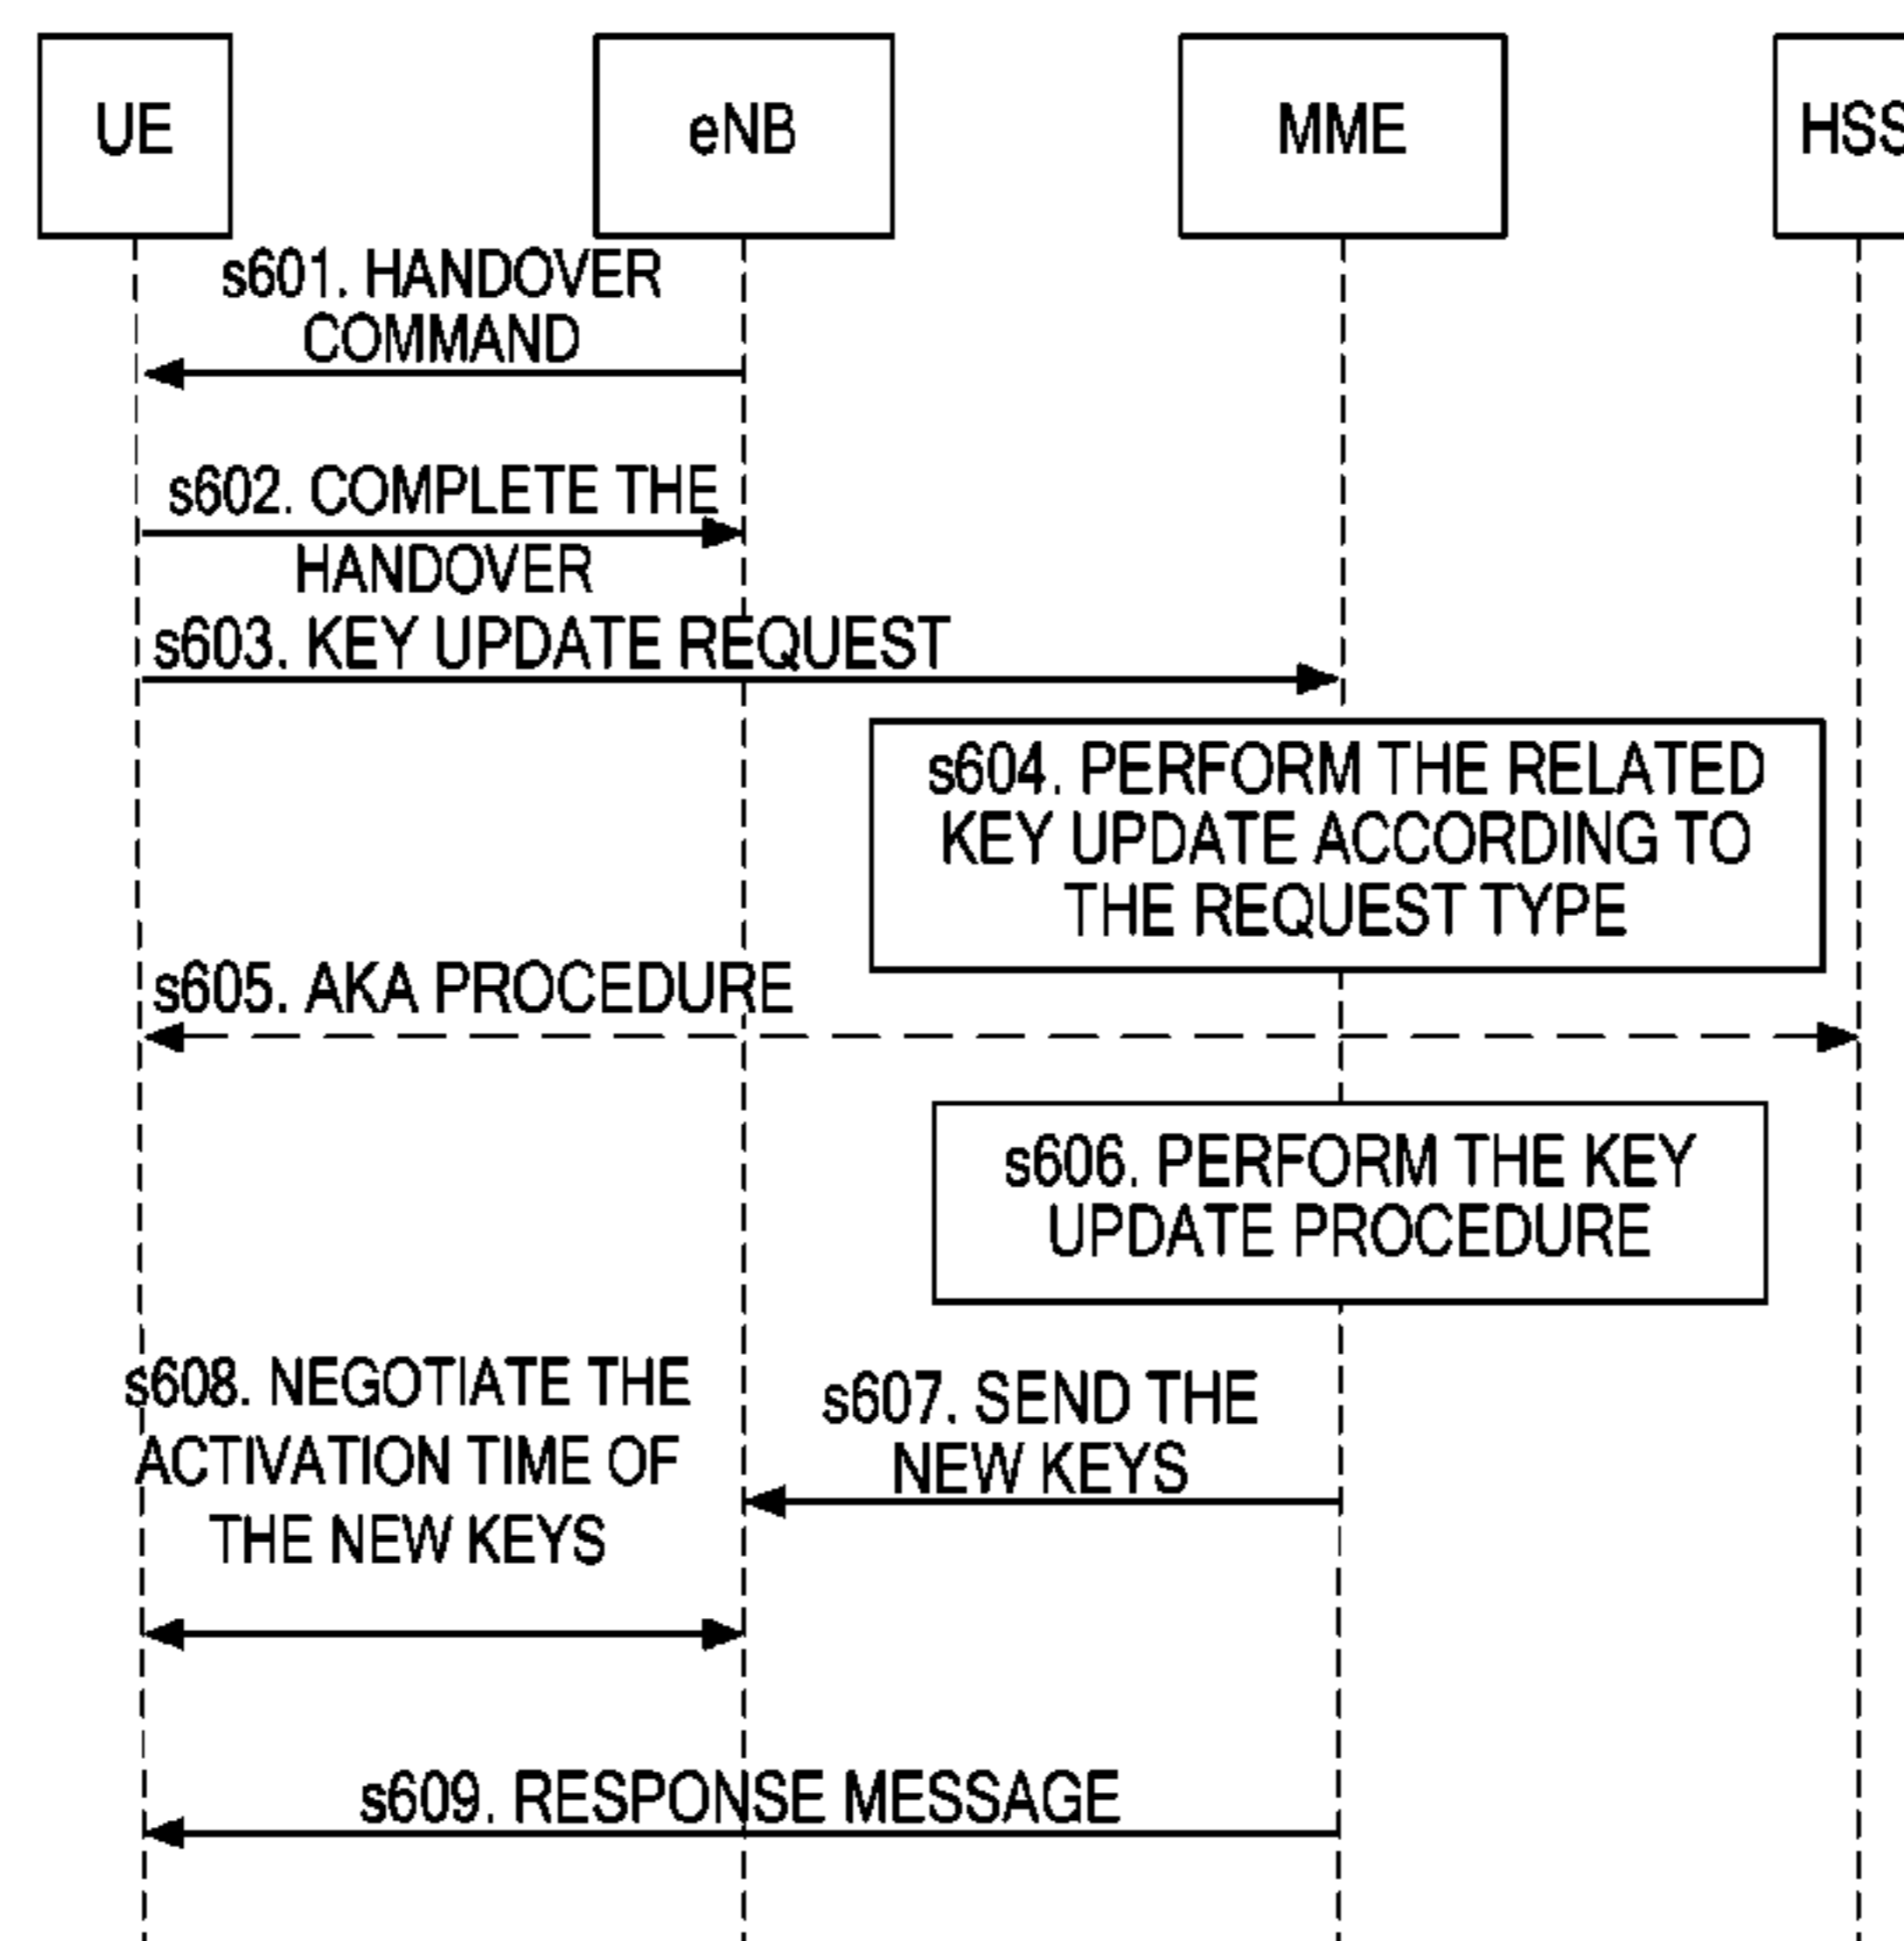 UE
eNB
MME
HSS
s601. HANDOVER
COMMAND
s602. COMPLETE THE
HANDOVER
s603. KEY UPDATE REQUEST
s604. PERFORM THE RELATED
KEY UPDATE ACCORDING TO
THE REQUEST TYPE
s605. AKA PROCEDURE
s606. PERFORM THE KEY
UPDATE PROCEDURE
s608. NEGOTIATE THE
ACTIVATION TIME OF
THE NEW KEYS
s607. SEND THE
NEW KEYS
s609. RESPONSE MESSAGE